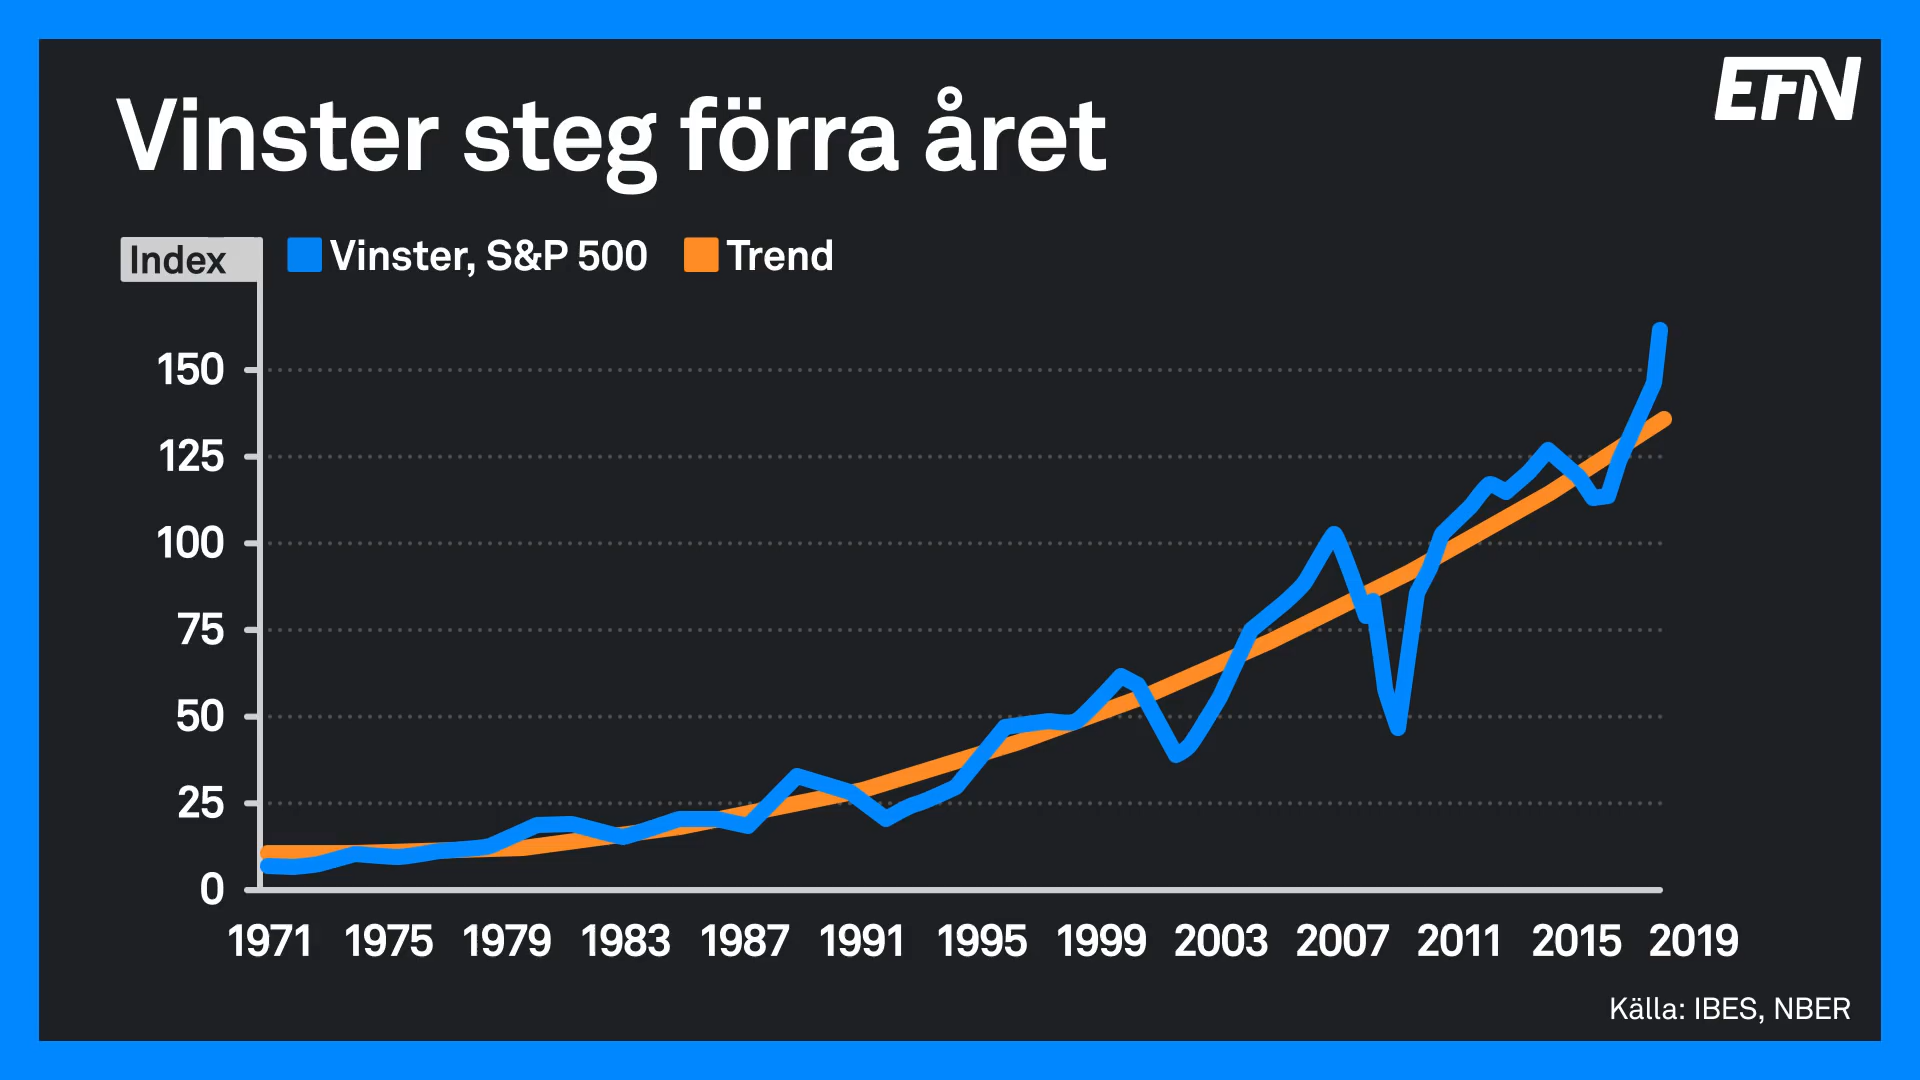 EFN
Vinster steg förra året
Index
Vinster, S&P 500
Trend
150
125
100
75
50
25
0
1971 1975 1979 1983 1987 1991 1995 1999 2003 2007 2011 2015 2019
Källa: IBES, NBER